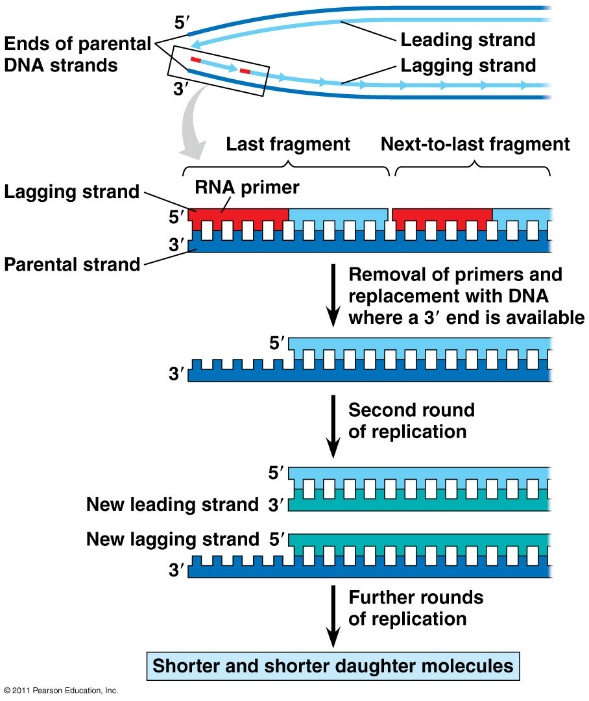 5′
Ends of parental
DNA strands
3′
Leading strand
Lagging strand
Last fragment
Next-to-last fragment
Lagging strand
RNA primer
5′
3′
Parental strand
Removal of primers and
replacement with DNA
where a 3′ end is available
5′
3′
Second round
of replication
5′
New leading strand 3′
New lagging strand 5′
3′
Further rounds
of replication
Shorter and shorter daughter molecules
© 2011 Pearson Education, Inc.